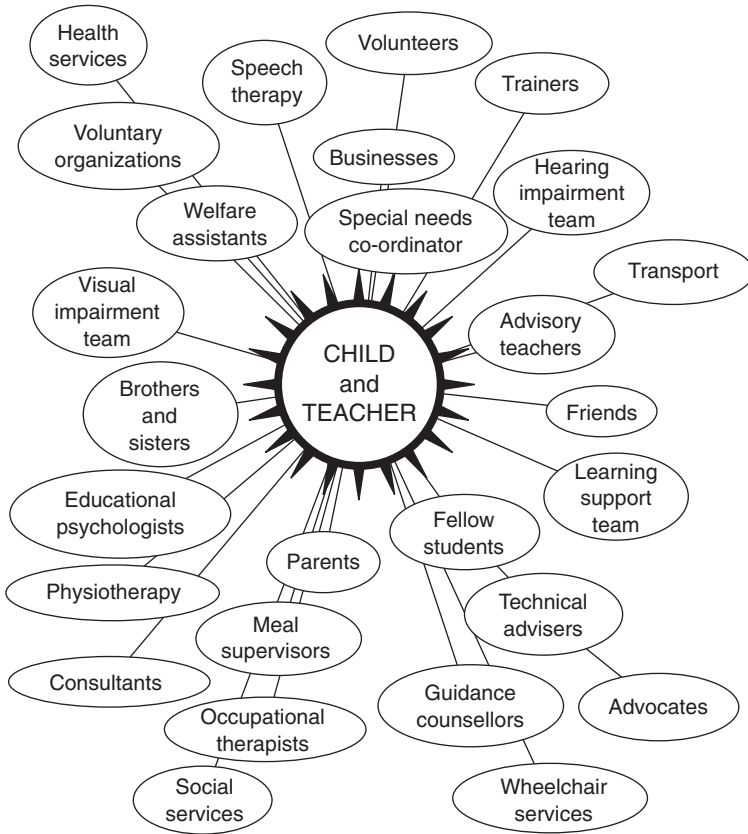 Health
services
Volunteers
Speech
therapy
Trainers
Voluntary
organizations
Businesses
Hearing
impairment
team
Welfare
assistants
Special needs
co-ordinator
Transport
Visual
impairment
team
Advisory
teachers
CHILD
and
TEACHER
Brothers
and
sisters
Friends
Learning
support
team
Educational
psychologists
Fellow
students
Parents
Physiotherapy
Technical
advisers
Meal
supervisors
Consultants
Guidance
counsellors
Advocates
Occupational
therapists
Social
services
Wheelchair
services